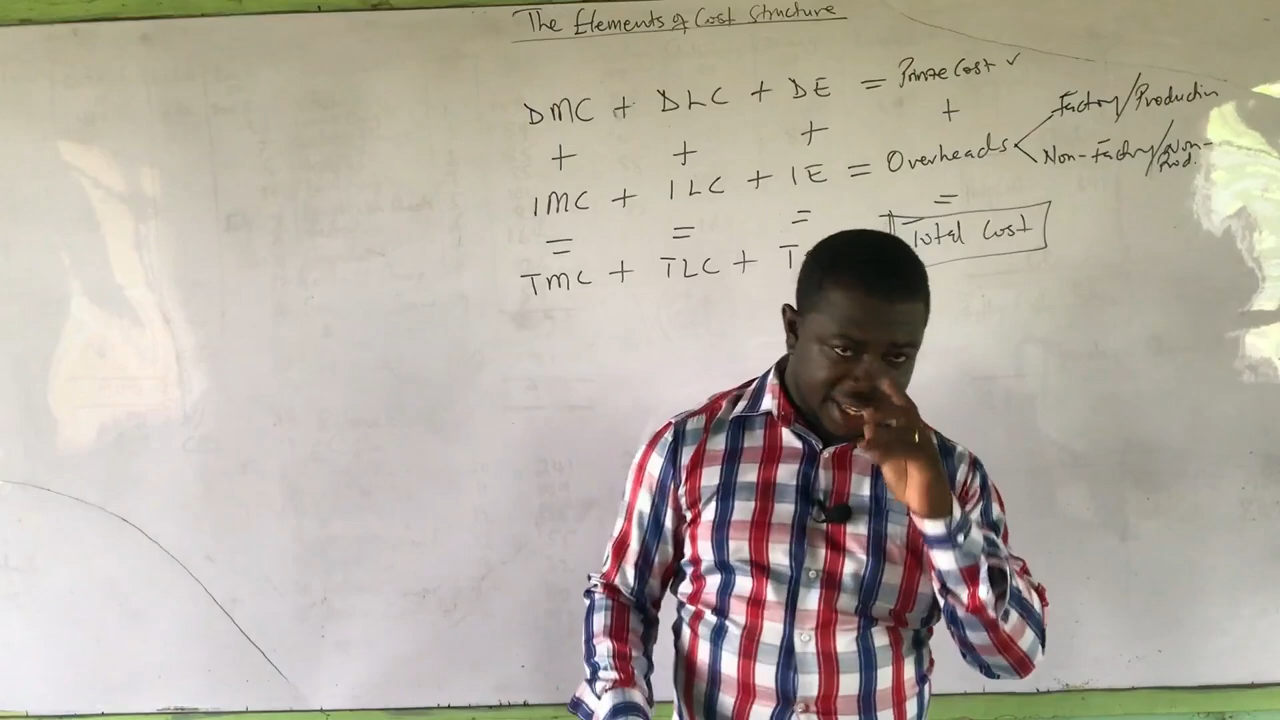 The Elements of Cost Structure
DMC + DLC + DE = Prime Cost ✓
+ + + +
Factory/Production
IMC + ILC + IE = Overheads
Non-Factory/Non-Prod.
= = = =
TMC + TLC + T
Total Cost